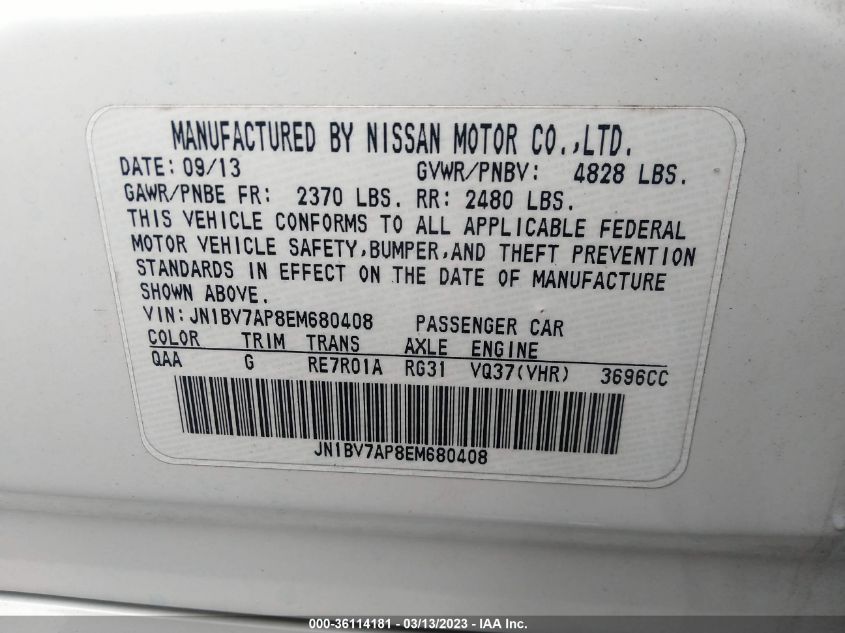 MANUFACTURED BY NISSAN MOTOR CO.,LTD.
DATE: 09/13 GVWR/PNBV: 4828 LBS.
GAWR/PNBE FR: 2370 LBS. RR: 2480 LBS.
THIS VEHICLE CONFORMS TO ALL APPLICABLE FEDERAL
MOTOR VEHICLE SAFETY,BUMPER,AND THEFT PREVENTION
STANDARDS IN EFFECT ON THE DATE OF MANUFACTURE
SHOWN ABOVE.
VIN:JN1BV7AP8EM680408 PASSENGER CAR
COLOR TRIM TRANS AXLE ENGINE
QAA G RE7R01A RG31 VQ37(VHR) 3696CC
JN1BV7AP8EM680408
000-36114181 - 03/13/2023 - IAA Inc.